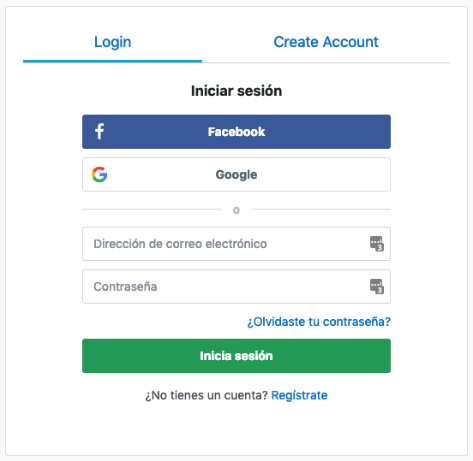 Login Create Account
Iniciar sesión
Facebook
Google
o
Dirección de correo electrónico
Contraseña
¿Olvidaste tu contraseña?
Inicia sesión
¿No tienes un cuenta? Regístrate